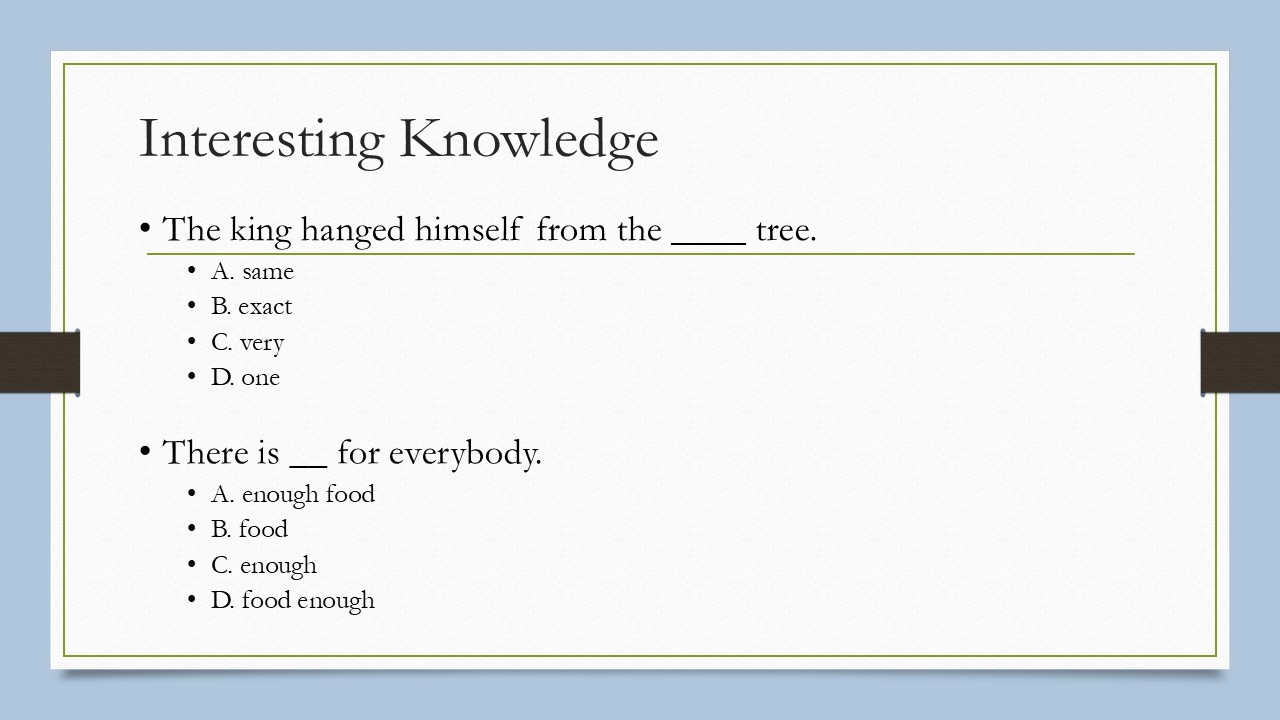 Interesting Knowledge
• The king hanged himself from the ____ tree.
• A. same
• B. exact
• C. very
• D. one
• There is __ for everybody.
• A. enough food
• B. food
• C. enough
• D. food enough